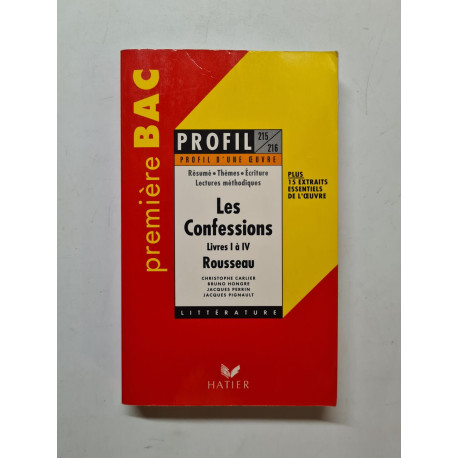 première BAC
PROFIL 215/216
PROFIL D'UNE ŒUVRE
Résumé • Thèmes • Écriture
Lectures méthodiques
Les
Confessions
Livres I à IV
Rousseau
CHRISTOPHE CARLIER
BRUNO HONGRE
JACQUES PERRIN
JACQUES PIGNAULT
LITTÉRATURE
PLUS
15 EXTRAITS
ESSENTIELS
DE L'ŒUVRE
HATIER